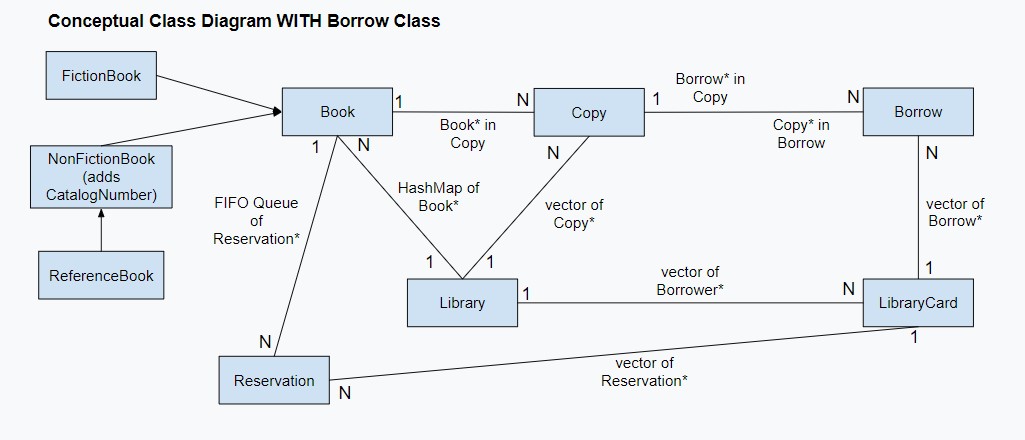 Conceptual Class Diagram WITH Borrow Class
FictionBook
Book
1
N
Copy
1
Borrow* in
Copy
N
Borrow
Book* in
Copy
Copy* in
Borrow
1
N
N
N
NonFictionBook
(adds
CatalogNumber)
HashMap of
Book*
FIFO Queue
of
Reservation*
vector of
Copy*
vector of
Borrow*
ReferenceBook
1
1
1
Library
1
vector of
Borrower*
N
LibraryCard
1
N
Reservation
N
vector of
Reservation*